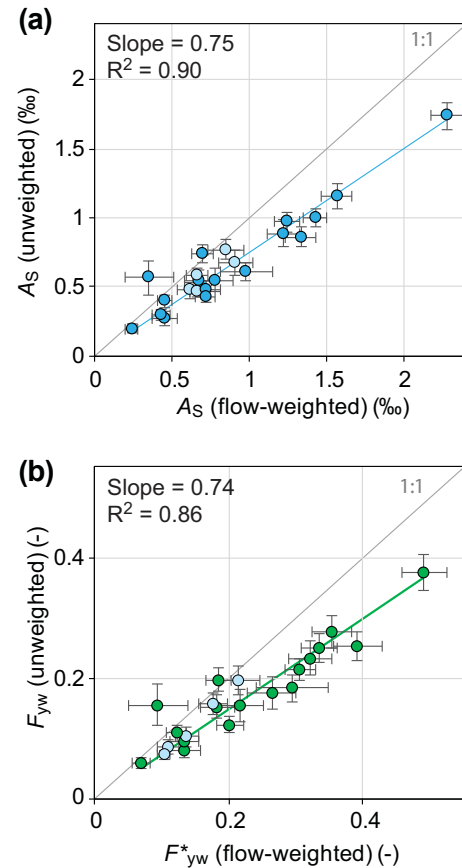 (a)
Slope = 0.75
R² = 0.90
1:1
2
1.5
1
0.5
0
0
0.5
1
1.5
2
A_S (unweighted) (‰)
A_S (flow-weighted) (‰)
(b)
Slope = 0.74
R² = 0.86
1:1
0.4
0.2
0
0
0.2
0.4
F_yw (unweighted) (-)
F*_yw (flow-weighted) (-)